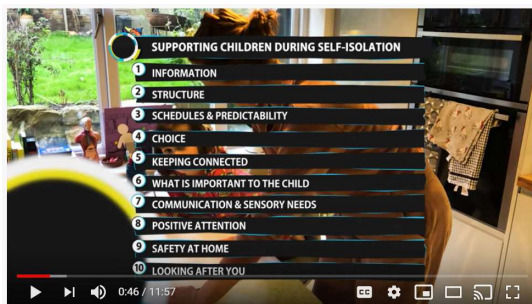 SUPPORTING CHILDREN DURING SELF-ISOLATION
1 INFORMATION
2 STRUCTURE
3 SCHEDULES & PREDICTABILITY
4 CHOICE
5 KEEPING CONNECTED
6 WHAT IS IMPORTANT TO THE CHILD
7 COMMUNICATION & SENSORY NEEDS
8 POSITIVE ATTENTION
9 SAFETY AT HOME
10 LOOKING AFTER YOU
0:46 / 11:57 CC